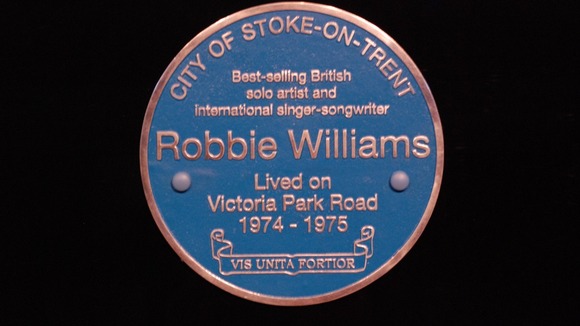 CITY OF STOKE-ON-TRENT
Best-selling British
solo artist and
international singer-songwriter
Robbie Williams
Lived on
Victoria Park Road
1974 - 1975
VIS UNITA FORTIOR